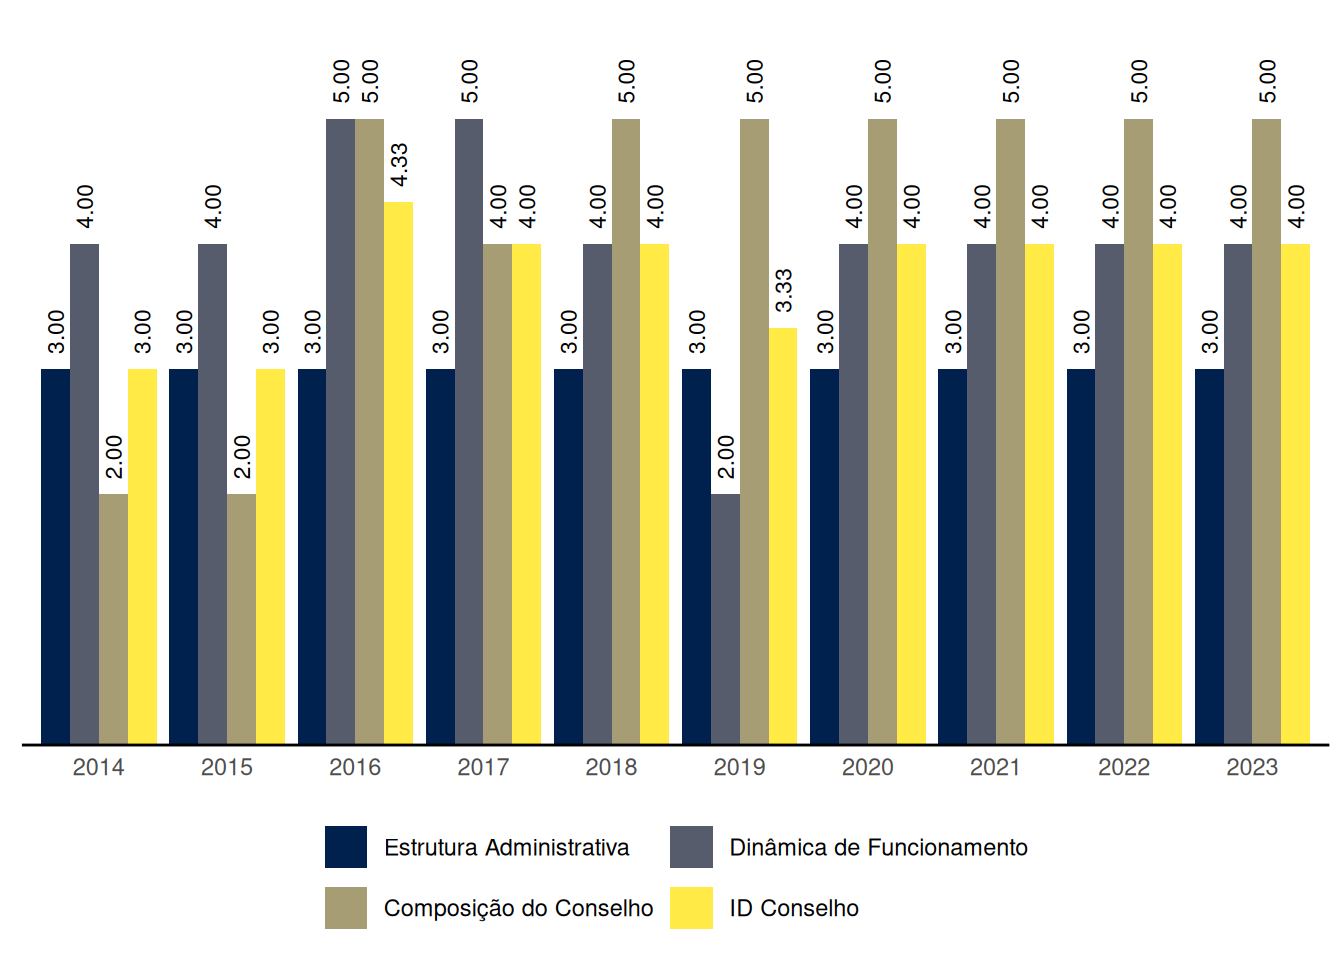 5.00 5.00 5.00 5.00 5.00 5.00 5.00 5.00 5.00
4.33
4.00 4.00 4.00 4.00 4.00 4.00 4.00 4.00 4.00 4.00 4.00 4.00 4.00 4.00
3.33
3.00 3.00 3.00 3.00 3.00 3.00 3.00 3.00 3.00 3.00 3.00 3.00
2.00 2.00 2.00
2014 2015 2016 2017 2018 2019 2020 2021 2022 2023
Estrutura Administrativa Dinâmica de Funcionamento
Composição do Conselho ID Conselho